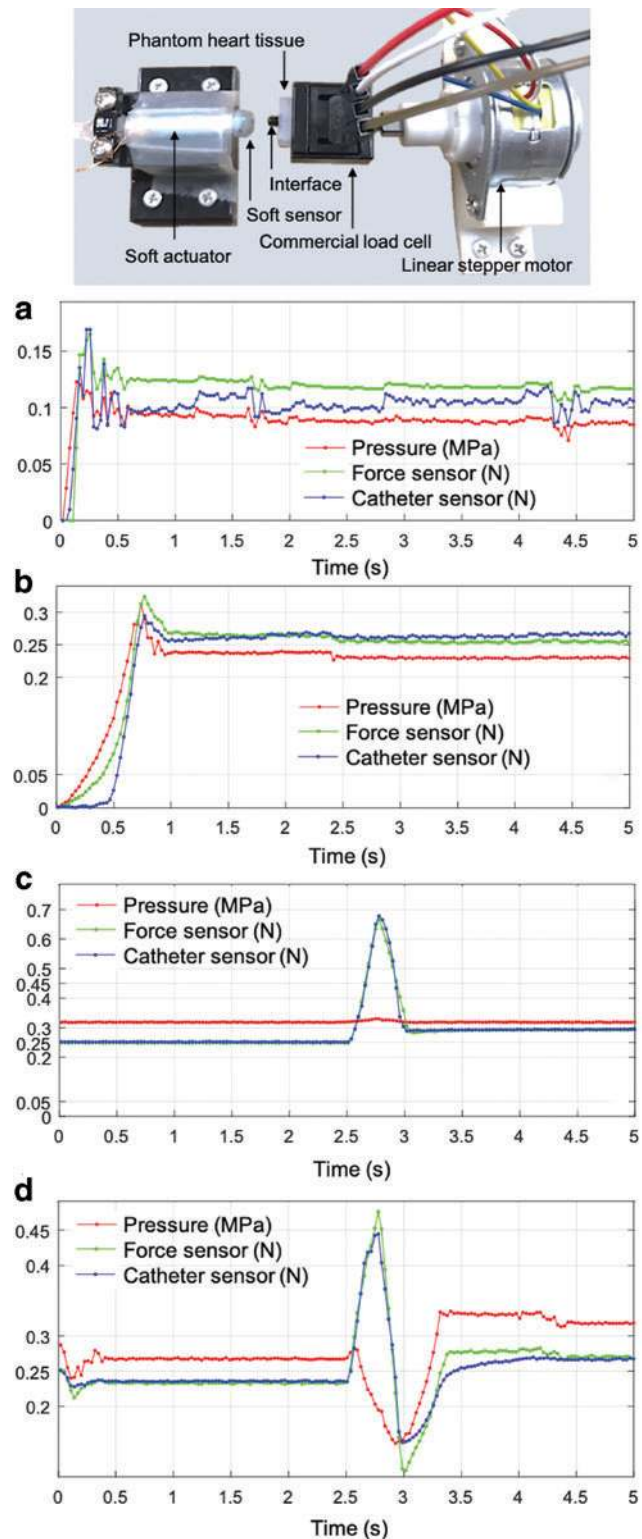 Phantom heart tissue
Interface
Soft sensor
Commercial load cell
Soft actuator
Linear stepper motor
a
0.15
0.1
0.05
0
Pressure (MPa)
Force sensor (N)
Catheter sensor (N)
0 0.5 1 1.5 2 2.5 3 3.5 4 4.5 5
Time (s)
b
0.3
0.25
0.2
0.05
0
Pressure (MPa)
Force sensor (N)
Catheter sensor (N)
0 0.5 1 1.5 2 2.5 3 3.5 4 4.5 5
Time (s)
c
0.7
0.6
0.5
0.45
0.4
0.3
0.25
0.05
0
Pressure (MPa)
Force sensor (N)
Catheter sensor (N)
0 0.5 1 1.5 2 2.5 3 3.5 4 4.5 5
Time (s)
d
0.45
0.4
0.3
0.25
0.2
Pressure (MPa)
Force sensor (N)
Catheter sensor (N)
0 0.5 1 1.5 2 2.5 3 3.5 4 4.5 5
Time (s)